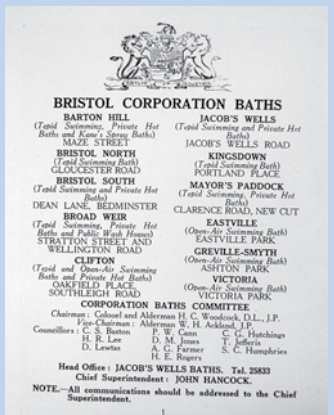 BRISTOL CORPORATION BATHS
BARTON HILL
(Tepid Swimming, Private Hot
Baths and Kane's Spray Baths)
MAZE STREET
BRISTOL NORTH
(Tepid Swimming Bath)
GLOUCESTER ROAD
BRISTOL SOUTH
(Tepid Swimming and Private Hot
Baths)
DEAN LANE, BEDMINSTER
BROAD WEIR
(Tepid Swimming, Private Hot
Baths and Public Wash Houses)
STRATTON STREET AND
WELLINGTON ROAD
CLIFTON
(Tepid and Open-Air Swimming
Baths and Private Hot Baths)
OAKFIELD PLACE,
SOUTHLEIGH ROAD
JACOB'S WELLS
(Tepid Swimming and Private Hot
Baths)
JACOB'S WELLS ROAD
KINGSDOWN
(Tepid Swimming Bath)
PORTLAND PLACE
MAYOR'S PADDOCK
(Tepid Swimming, Private Hot
Baths)
CLARENCE ROAD, NEW CUT
EASTVILLE
(Open-Air Swimming Bath)
EASTVILLE PARK
GREVILLE-SMYTH
(Open-Air Swimming Bath)
ASHTON PARK
VICTORIA
(Open-Air Swimming Bath)
VICTORIA PARK
CORPORATION BATHS COMMITTEE
Chairman: Colonel and Alderman H. C. Woodcock, D.L., J.P.
Vice-Chairman: Alderman W. H. Ackland, J.P.
Councillors: C. S. Baston P. W. Cann C. G. Hutchings
H. R. Lee D. M. Jones T. Jefferis
D. Lewtas A. G. Farmer S. C. Humphries
H. E. Rogers
Head Office: JACOB'S WELLS BATHS. Tel. 25833
Chief Superintendent: JOHN HANCOCK.
NOTE.—All communications should be addressed to the Chief
Superintendent.
1